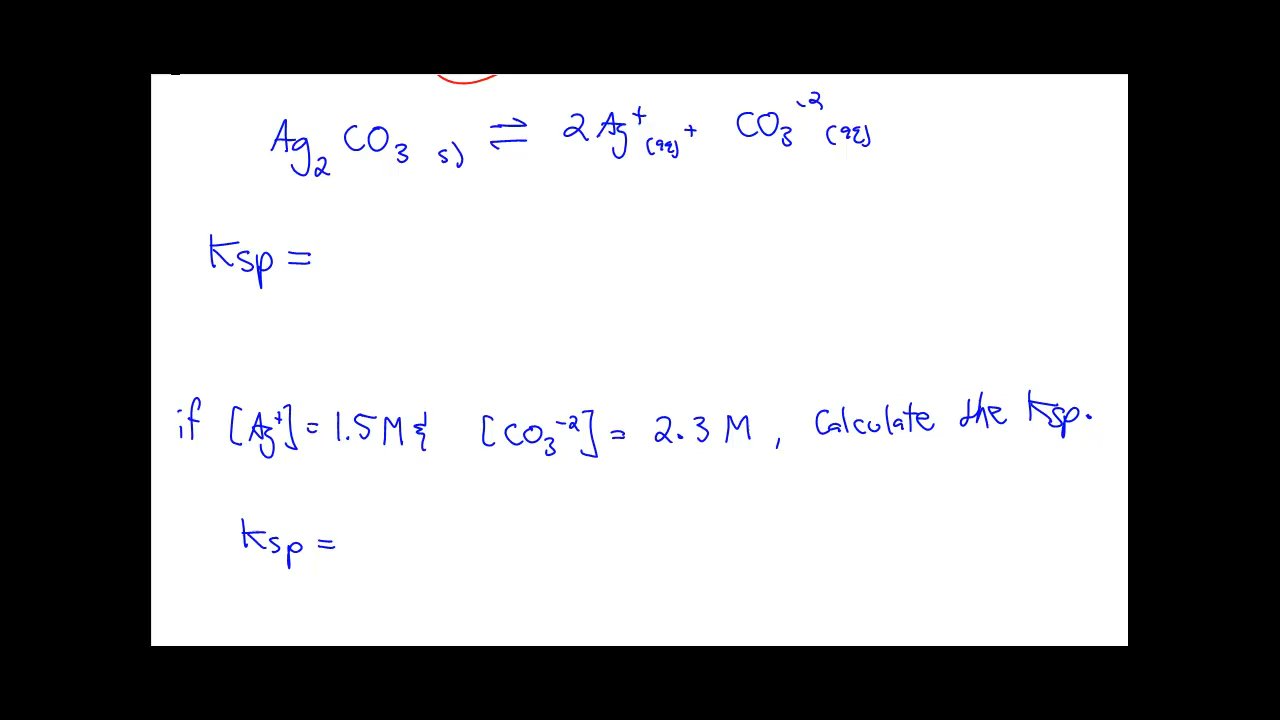 Ag₂CO₃ s) ⇌ 2Ag⁺(aq) + CO₃⁻²(aq)
Ksp =
if [Ag⁺] = 1.5 M & [CO₃⁻²] = 2.3 M , Calculate the Ksp.
Ksp =